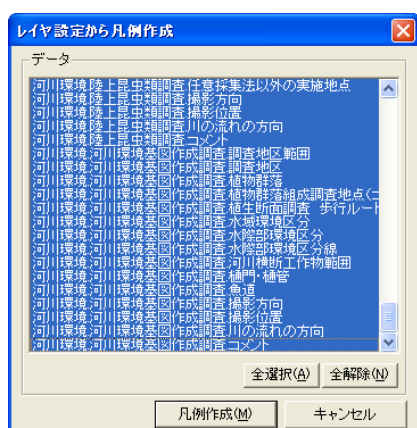 レイヤ設定から凡例作成
データ
河川環境,陸上昆虫類調査,任意採集法以外の実施地点
河川環境,陸上昆虫類調査,撮影方向
河川環境,陸上昆虫類調査,撮影位置
河川環境,陸上昆虫類調査,川の流れの方向
河川環境,陸上昆虫類調査,コメント
河川環境,河川環境基図作成調査,調査地区範囲
河川環境,河川環境基図作成調査,調査地区
河川環境,河川環境基図作成調査,植物群落
河川環境,河川環境基図作成調査,植物群落組成調査地点(コ
河川環境,河川環境基図作成調査,植生断面調査 歩行ルート
河川環境,河川環境基図作成調査,水域環境区分
河川環境,河川環境基図作成調査,水際部環境区分
河川環境,河川環境基図作成調査,水際部環境区分線
河川環境,河川環境基図作成調査,河川横断工作物範囲
河川環境,河川環境基図作成調査,樋門・樋管
河川環境,河川環境基図作成調査,魚道
河川環境,河川環境基図作成調査,撮影方向
河川環境,河川環境基図作成調査,撮影位置
河川環境,河川環境基図作成調査,川の流れの方向
河川環境,河川環境基図作成調査,コメント
全選択(A) 全解除(N)
凡例作成(M) キャンセル